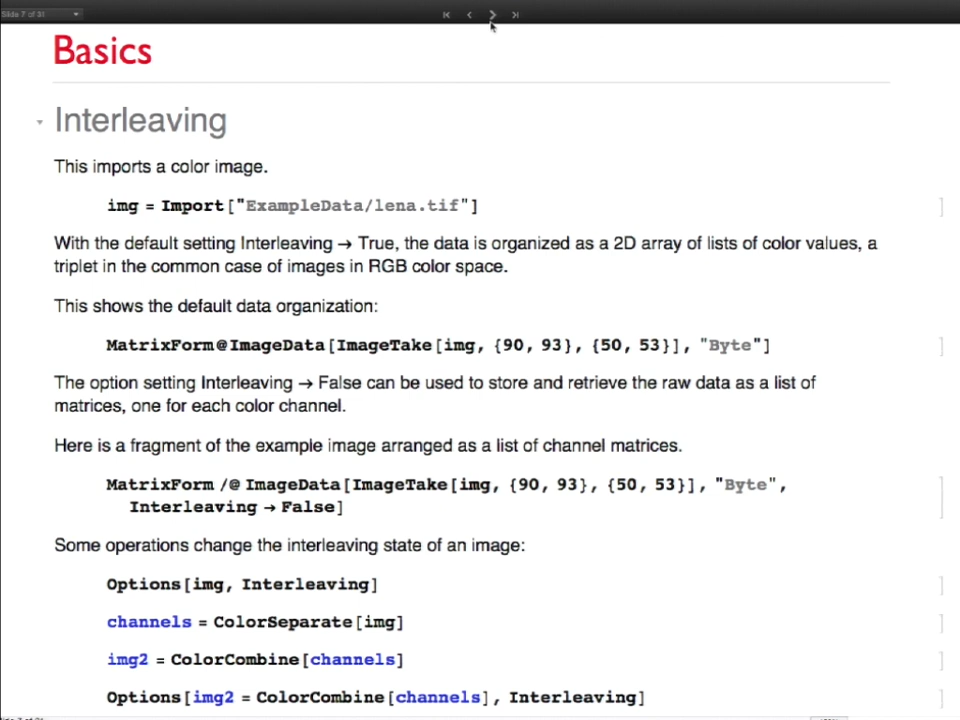 Slide 7 of 31
Basics
Interleaving
This imports a color image.
img = Import["ExampleData/lena.tif"]
With the default setting Interleaving → True, the data is organized as a 2D array of lists of color values, a
triplet in the common case of images in RGB color space.
This shows the default data organization:
MatrixForm@ImageData[ImageTake[img, {90, 93}, {50, 53}], "Byte"]
The option setting Interleaving → False can be used to store and retrieve the raw data as a list of
matrices, one for each color channel.
Here is a fragment of the example image arranged as a list of channel matrices.
MatrixForm /@ ImageData[ImageTake[img, {90, 93}, {50, 53}], "Byte",
Interleaving → False]
Some operations change the interleaving state of an image:
Options[img, Interleaving]
channels = ColorSeparate[img]
img2 = ColorCombine[channels]
Options[img2 = ColorCombine[channels], Interleaving]